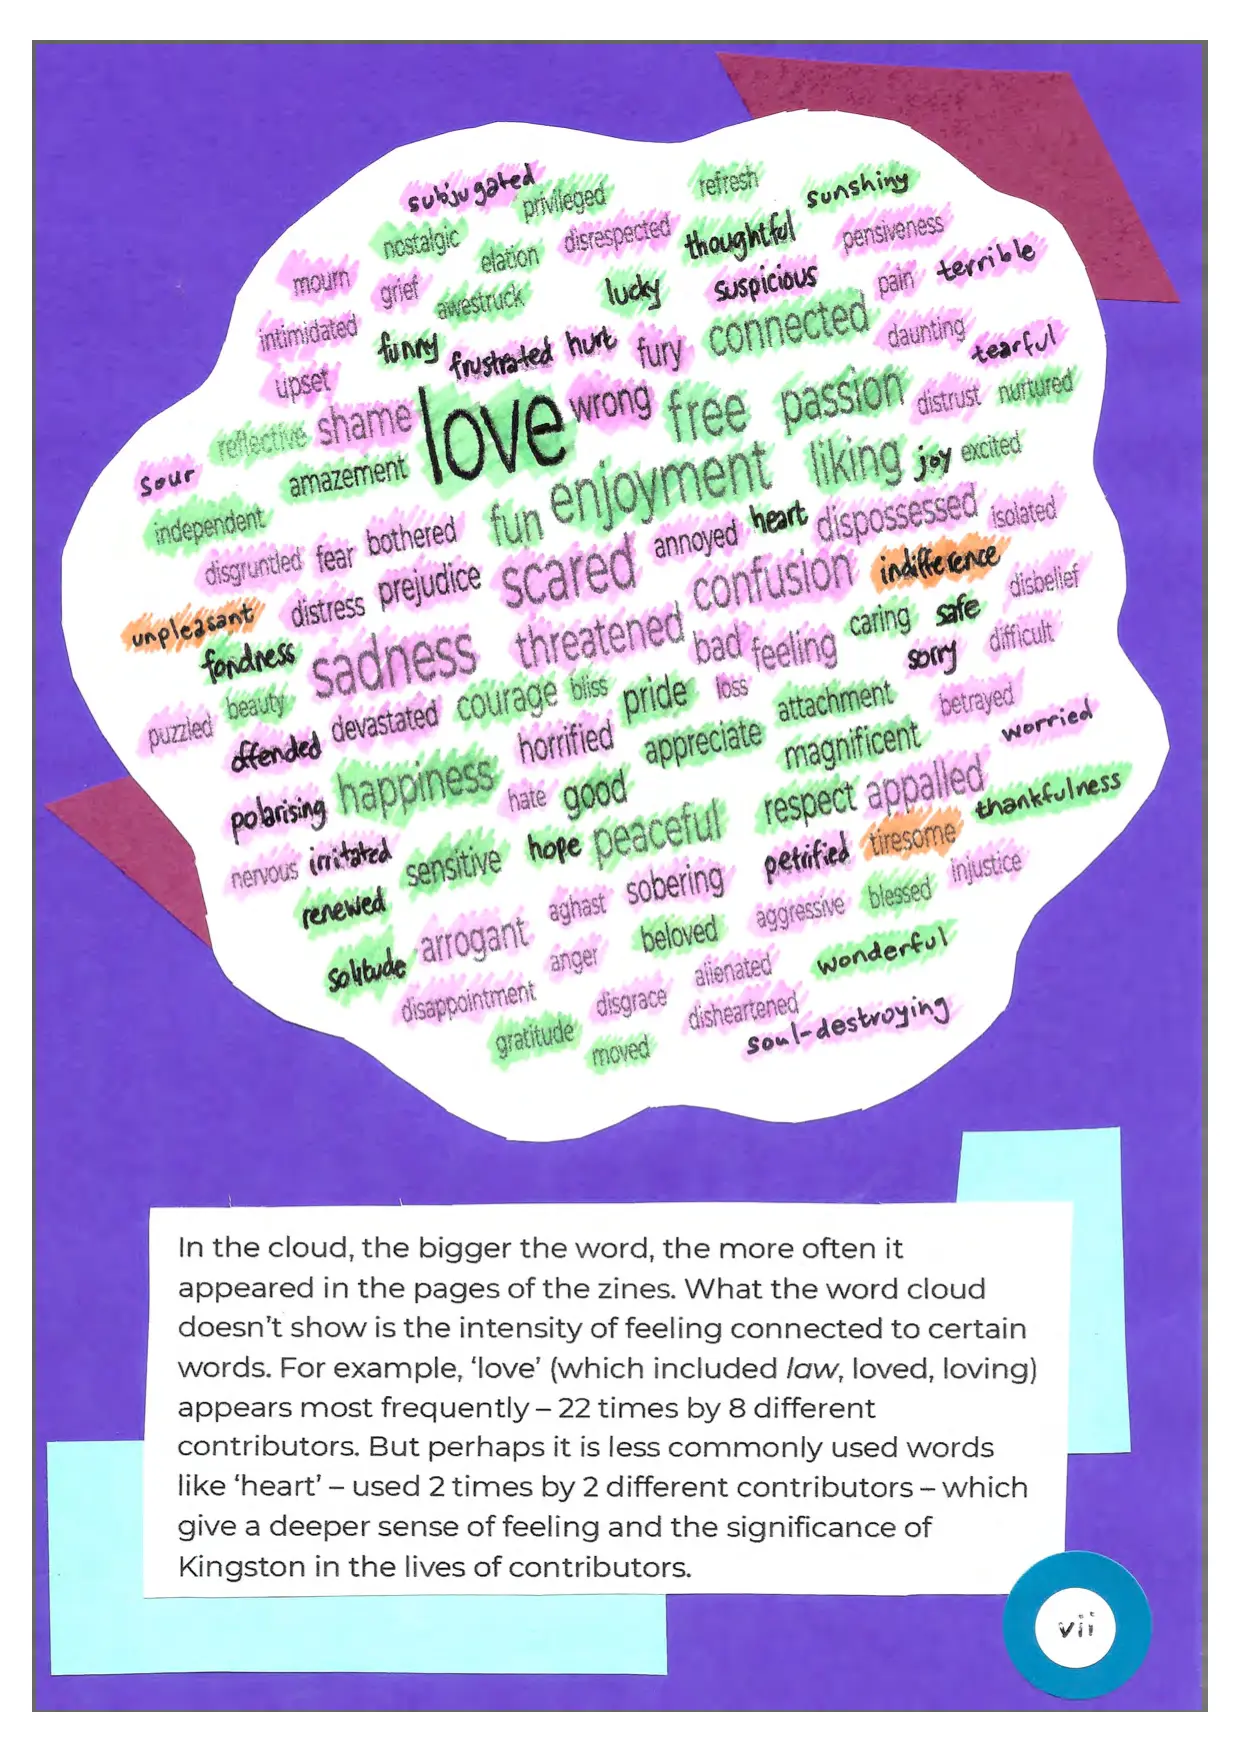 subjugated privileged refresh sunshiny
nostalgic elation disrespected thoughtful pensiveness
mourn grief awestruck lucky suspicious pain terrible
intimidated funny frustrated hurt fury connected daunting tearful
upset shame love wrong free passion distrust nurtured
reflective amazement enjoyment liking joy excited
sour independent fun heart dispossessed isolated
disgruntled fear bothered scared annoyed confusion indifference disbelief
unpleasant distress prejudice threatened caring safe
fondness sadness bad feeling sorry difficult
puzzled beauty devastated courage bliss pride loss attachment betrayed
offended horrified appreciate magnificent worried
polarising happiness hate good respect appalled thankfulness
nervous irritated sensitive hope peaceful petrified tiresome injustice
renewed arrogant aghast sobering aggressive blessed
solitude anger beloved alienated wonderful
disappointment disgrace disheartened soul-destroying
gratitude moved
In the cloud, the bigger the word, the more often it
appeared in the pages of the zines. What the word cloud
doesn't show is the intensity of feeling connected to certain
words. For example, 'love' (which included law, loved, loving)
appears most frequently – 22 times by 8 different
contributors. But perhaps it is less commonly used words
like 'heart' – used 2 times by 2 different contributors – which
give a deeper sense of feeling and the significance of
Kingston in the lives of contributors.
vii